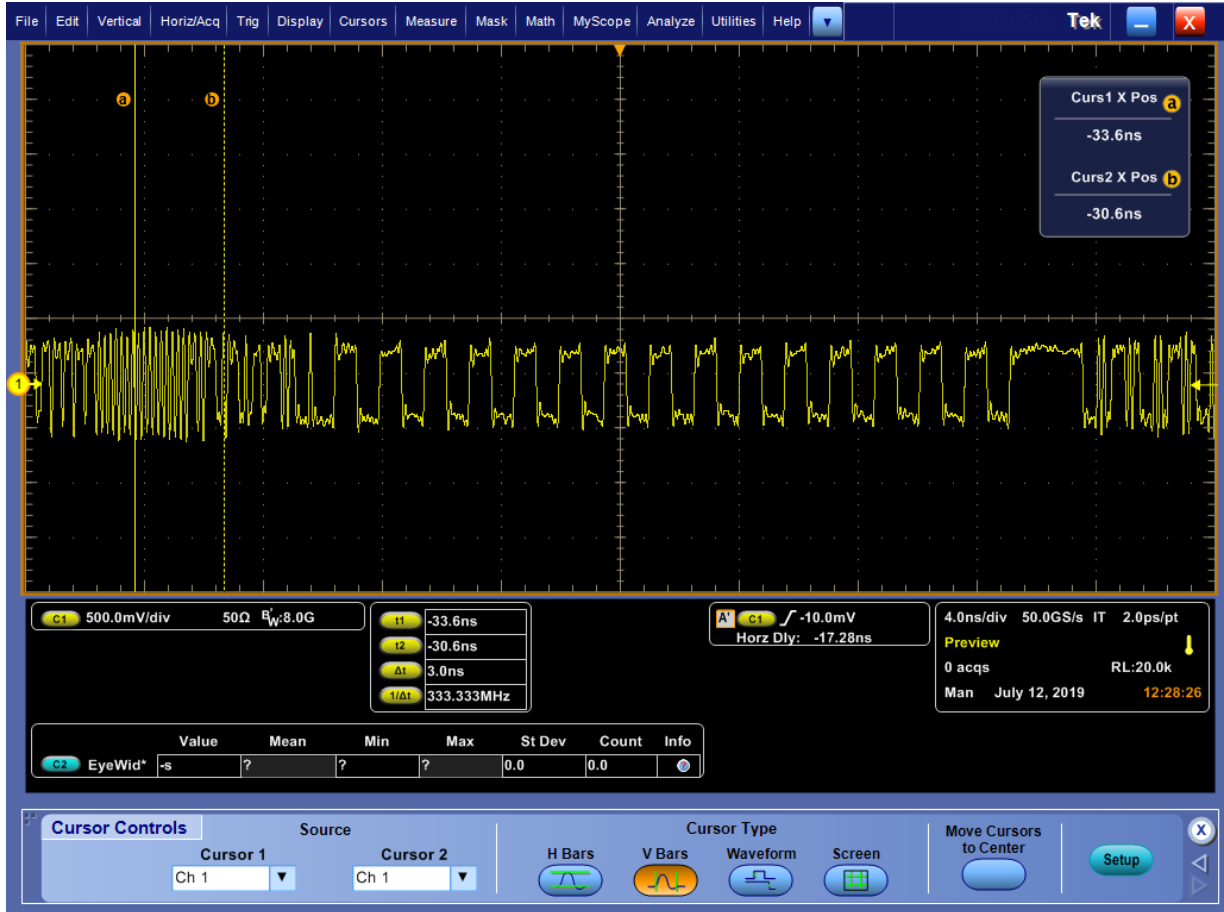 File Edit Vertical Horiz/Acq Trig Display Cursors Measure Mask Math MyScope Analyze Utilities Help Tek X
a b
Curs1 X Pos a
-33.6ns
Curs2 X Pos b
-30.6ns
1
C1 500.0mV/div 50Ω B'W:8.0G
t1 -33.6ns
t2 -30.6ns
Δt 3.0ns
1/Δt 333.333MHz
A' C1 -10.0mV
Horz Dly: -17.28ns
4.0ns/div 50.0GS/s IT 2.0ps/pt
Preview
0 acqs RL:20.0k
Man July 12, 2019 12:28:26
Value Mean Min Max St Dev Count Info
C2 EyeWid* -s ? ? ? 0.0 0.0 ?
Cursor Controls Source Cursor Type Move Cursors X
Cursor 1 Cursor 2 H Bars V Bars Waveform Screen to Center
Ch 1 Ch 1 Setup